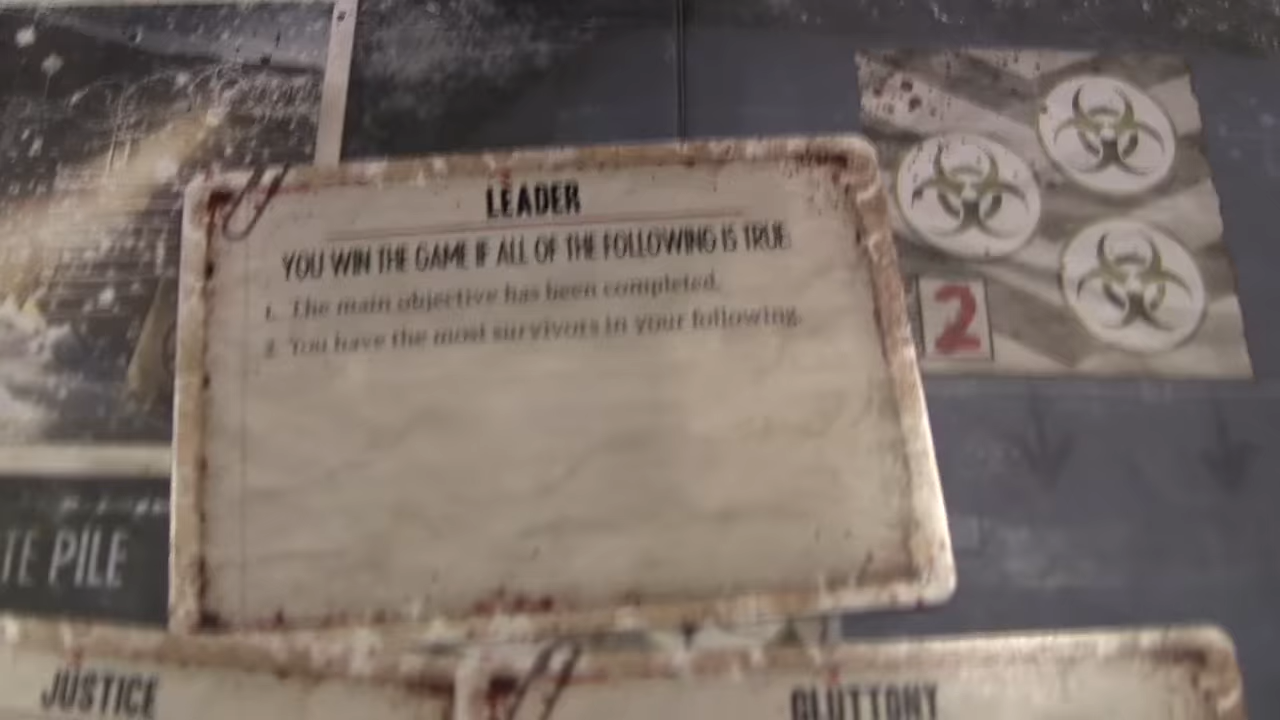 LEADER
YOU WIN THE GAME IF ALL OF THE FOLLOWING IS TRUE:
1. The main objective has been completed.
2. You have the most survivors in your following.
2
TE PILE
JUSTICE
GLUTTONY